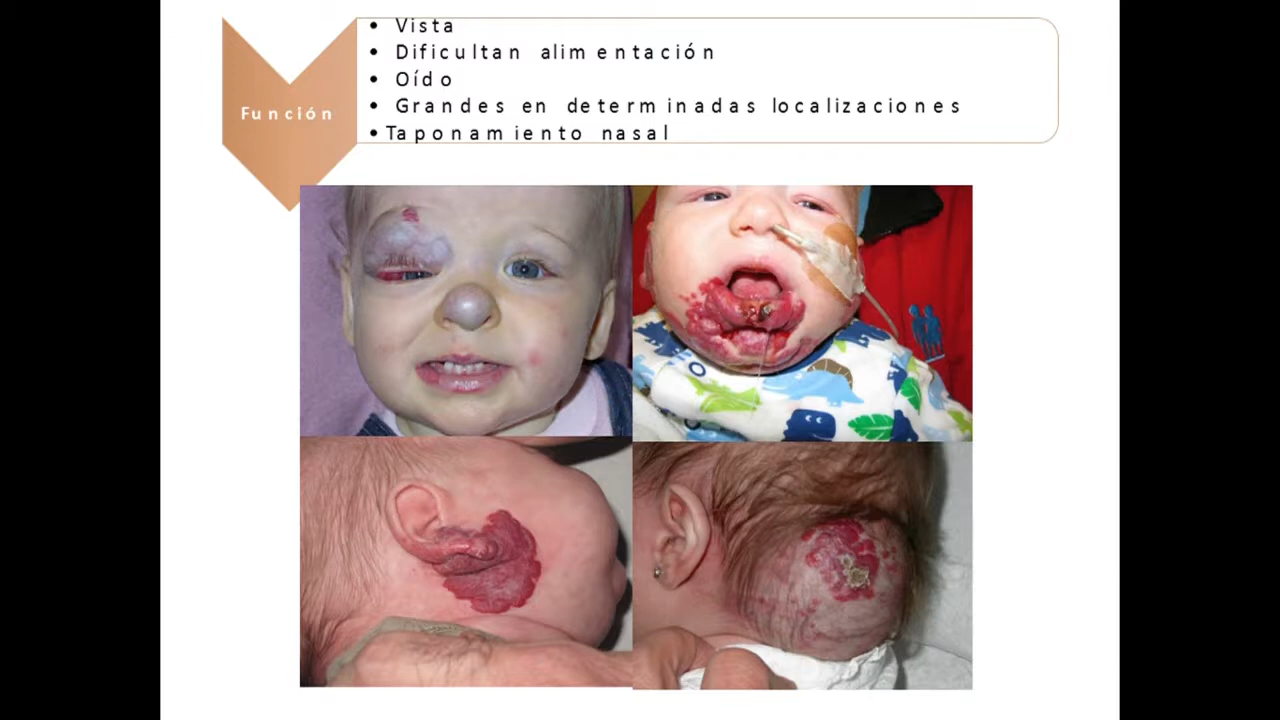 Función
Vista
Dificultan alimentación
Oído
Grandes en determinadas localizaciones
Taponamiento nasal